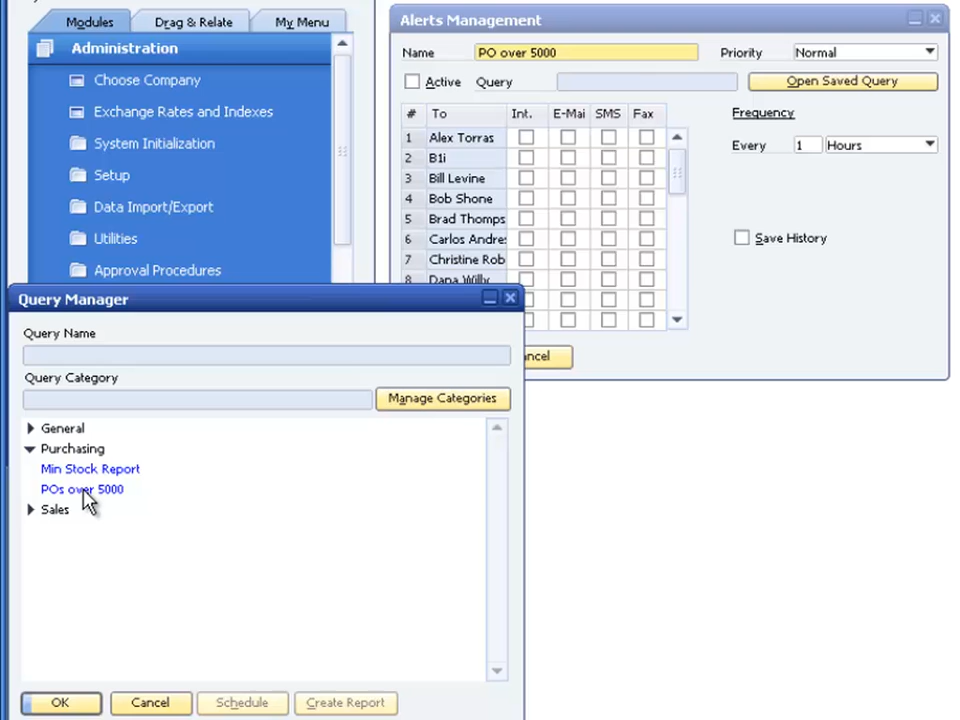 Modules
Drag & Relate
My Menu
Administration
Choose Company
Exchange Rates and Indexes
System Initialization
Setup
Data Import/Export
Utilities
Approval Procedures
Alerts Management
Name
PO over 5000
Priority
Normal
Active
Query
Open Saved Query
#
To
Int.
E-Mai
SMS
Fax
Frequency
1
Alex Torras
Every
1
Hours
2
B1i
3
Bill Levine
4
Bob Shone
5
Brad Thomps
6
Carlos Andre
Save History
7
Christine Rob
8
Dana Willy
ncel
Query Manager
Query Name
Query Category
Manage Categories
General
Purchasing
Min Stock Report
POs over 5000
Sales
OK
Cancel
Schedule
Create Report